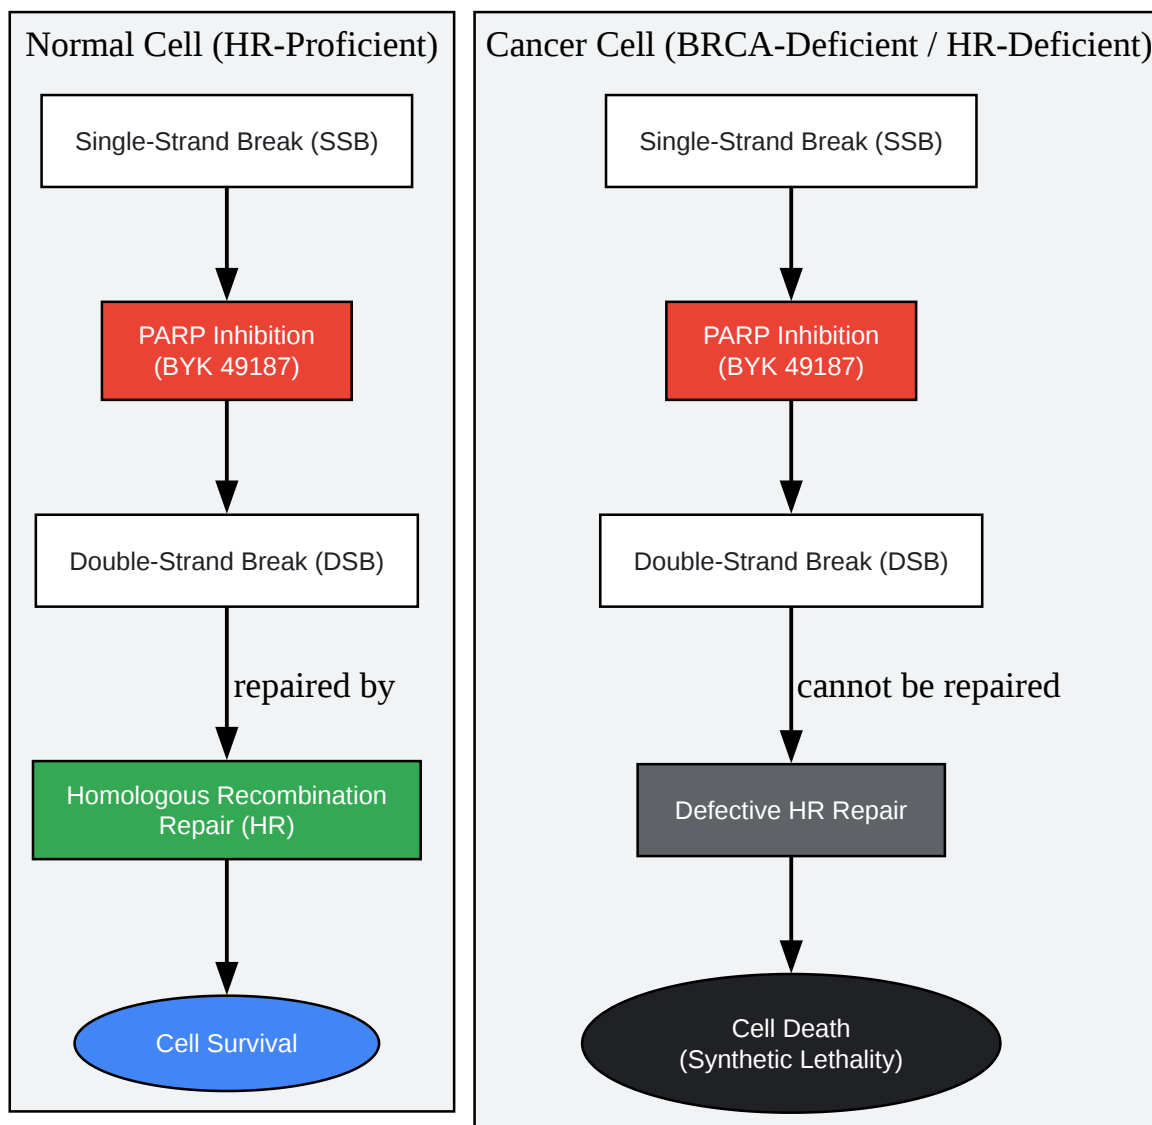 Normal Cell (HR-Proficient)
Single-Strand Break (SSB)
PARP Inhibition
(BYK 49187)
Double-Strand Break (DSB)
repaired by
Homologous Recombination
Repair (HR)
Cell Survival
Cancer Cell (BRCA-Deficient / HR-Deficient)
Single-Strand Break (SSB)
PARP Inhibition
(BYK 49187)
Double-Strand Break (DSB)
cannot be repaired
Defective HR Repair
Cell Death
(Synthetic Lethality)